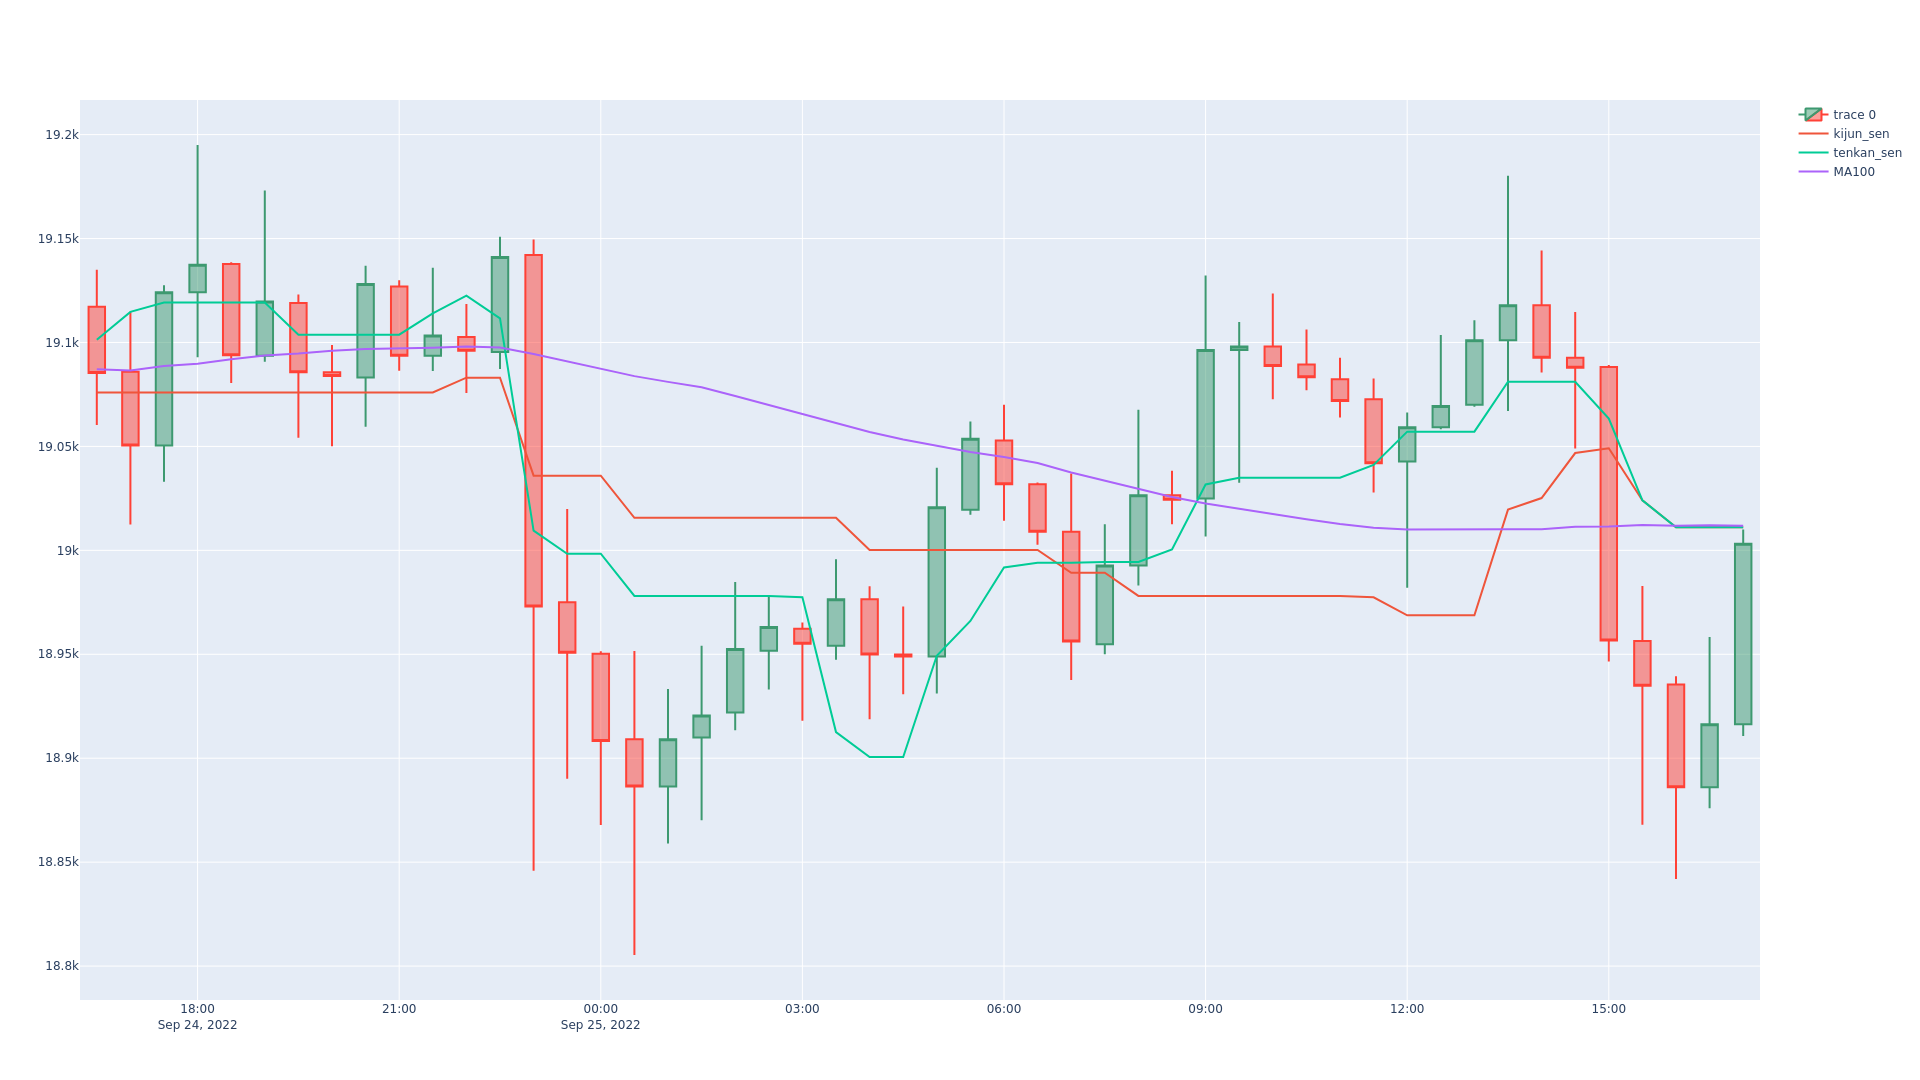 trace 0
kijun_sen
tenkan_sen
MA100
19.2k
19.15k
19.1k
19.05k
19k
18.95k
18.9k
18.85k
18.8k
18:00 21:00 00:00 03:00 06:00 09:00 12:00 15:00
Sep 24, 2022 Sep 25, 2022